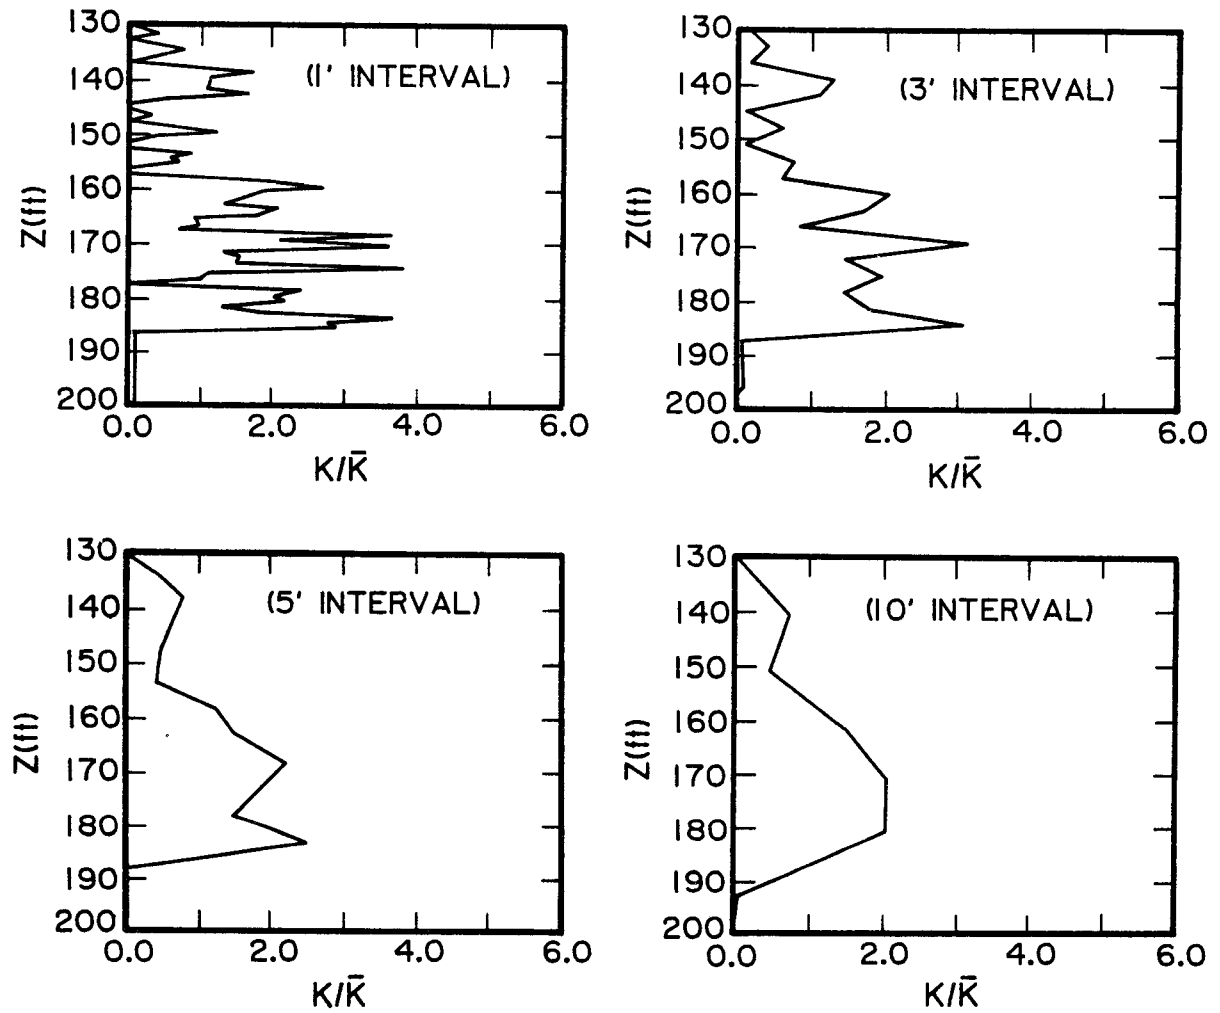 130
140
150
160
170
180
190
200
Z(ft)
(1' INTERVAL)
0.0 2.0 4.0 6.0
K/K̄
130
140
150
160
170
180
190
200
Z(ft)
(3' INTERVAL)
0.0 2.0 4.0 6.0
K/K̄
130
140
150
160
170
180
190
200
Z(ft)
(5' INTERVAL)
0.0 2.0 4.0 6.0
K/K̄
130
140
150
160
170
180
190
200
Z(ft)
(10' INTERVAL)
0.0 2.0 4.0 6.0
K/K̄